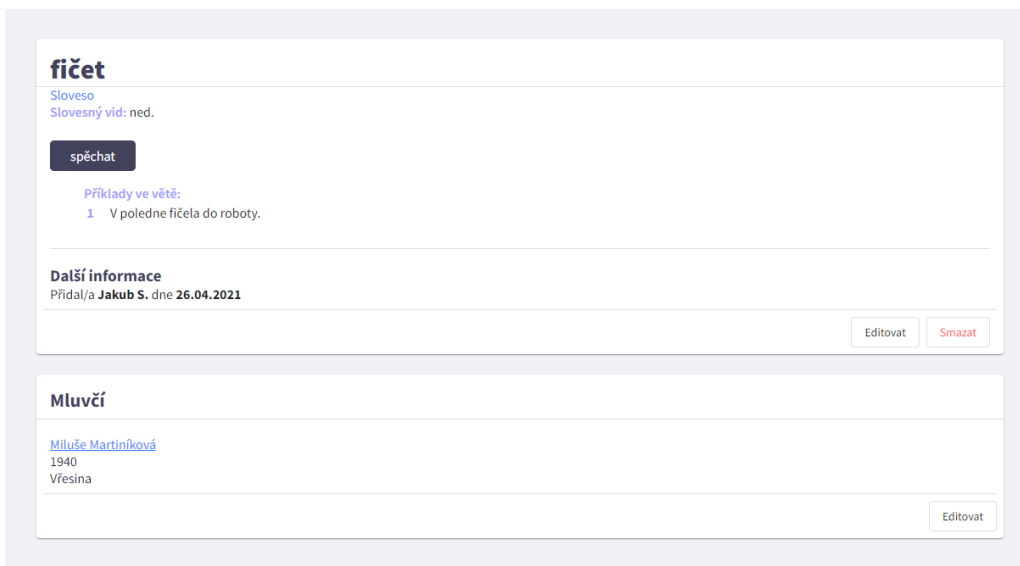 fičet
Sloveso
Slovesný vid: ned.
spěchat
Příklady ve větě:
1 V poledne fičela do roboty.
Další informace
Přidal/a Jakub S. dne 26.04.2021
Editovat Smazat
Mluvčí
Miluše Martiníková
1940
Vřesina
Editovat